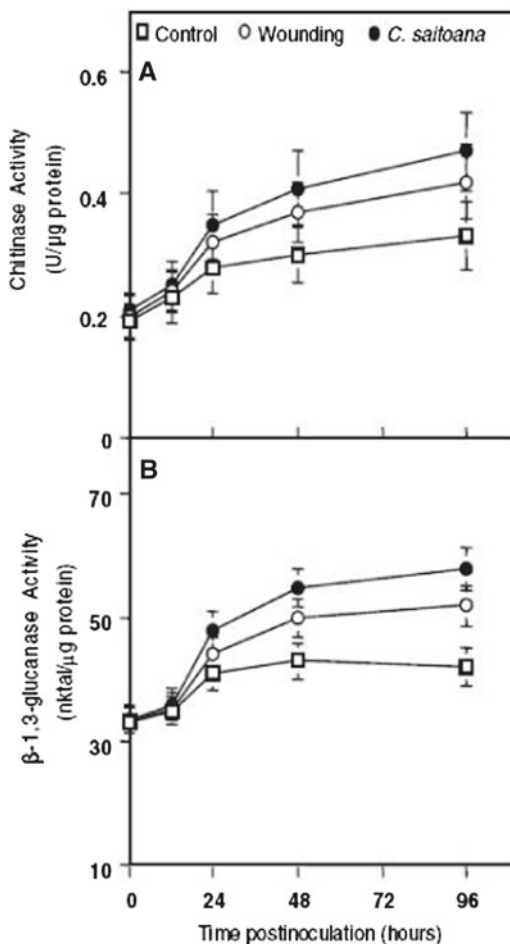 Control Wounding C. saitoana
A
0.6
0.4
0.2
0
Chitinase Activity
(U/µg protein)
B
70
50
30
10
β-1,3-glucanase Activity
(nktal/µg protein)
0 24 48 72 96
Time postinoculation (hours)